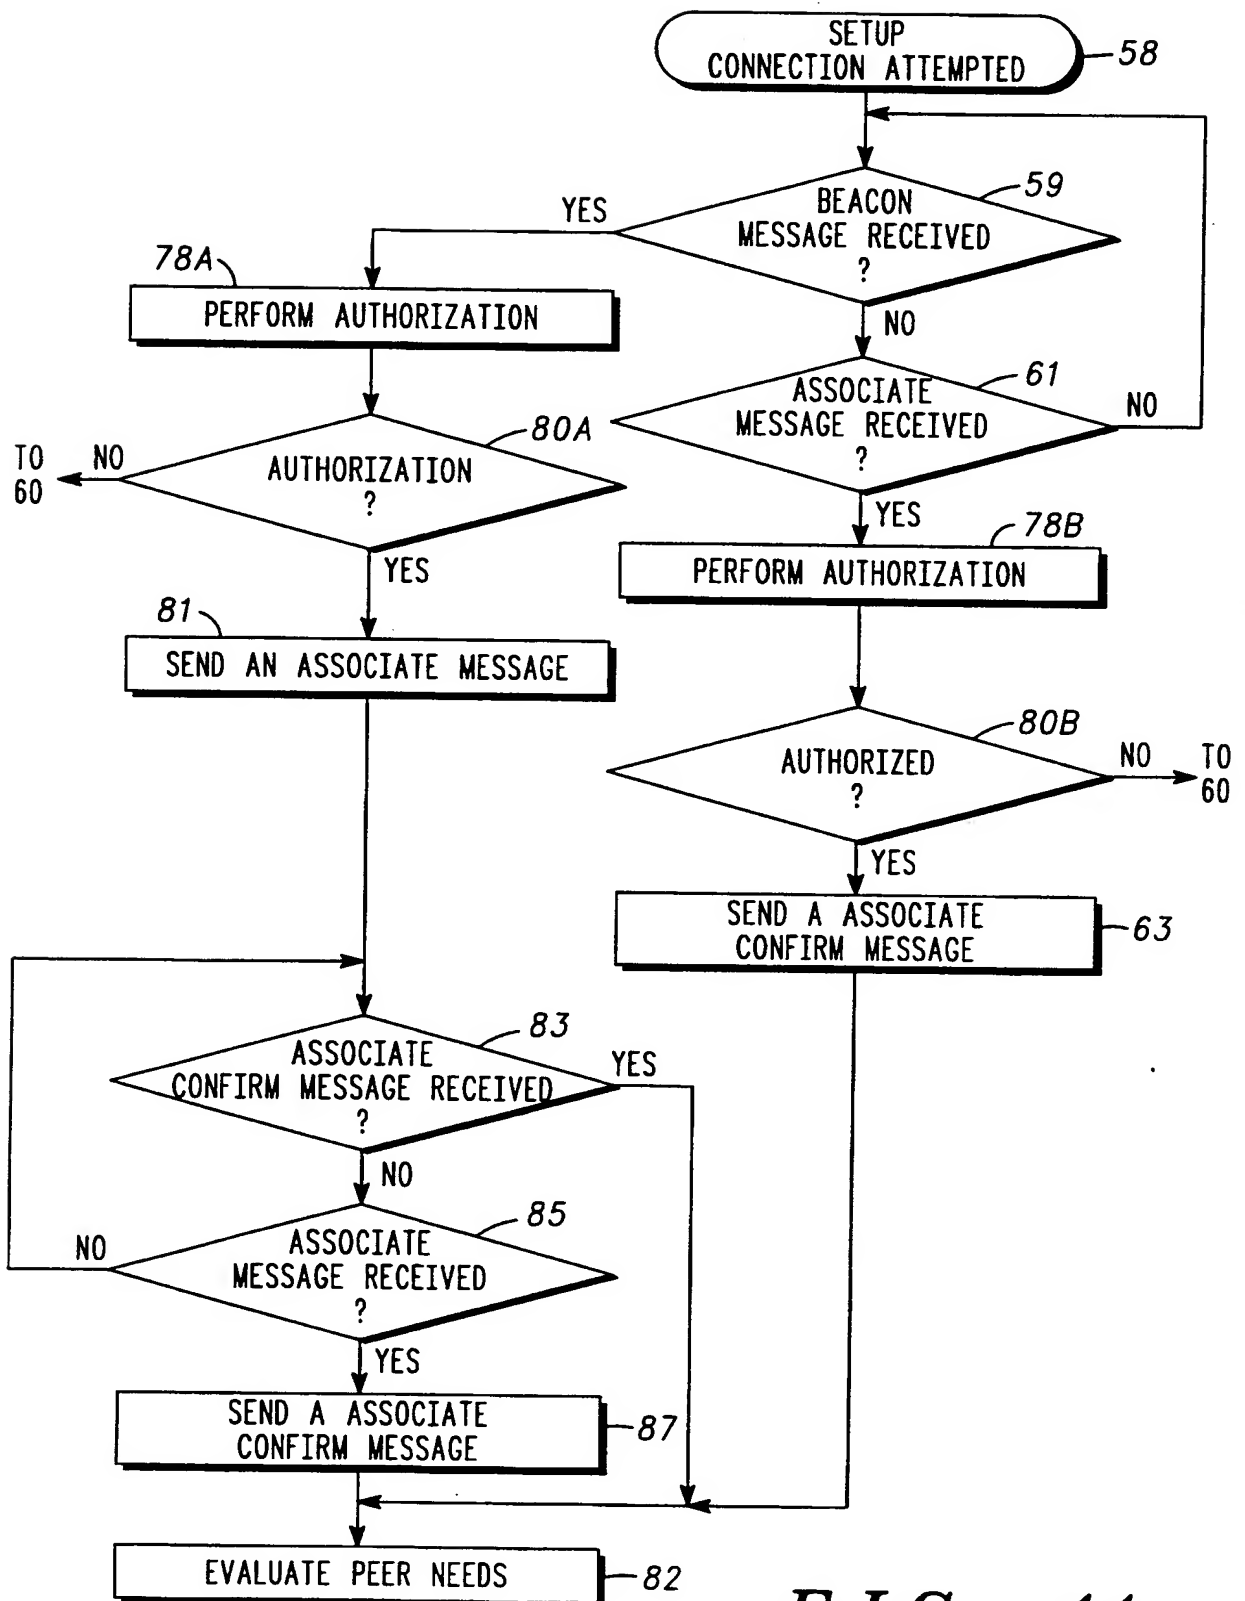 SETUP
CONNECTION ATTEMPTED
58
BEACON
MESSAGE RECEIVED
?
59
YES
NO
78A
PERFORM AUTHORIZATION
ASSOCIATE
MESSAGE RECEIVED
?
61
NO
YES
80A
AUTHORIZATION
?
NO
TO
60
YES
78B
PERFORM AUTHORIZATION
81
SEND AN ASSOCIATE MESSAGE
80B
AUTHORIZED
?
NO
TO
60
YES
SEND A ASSOCIATE
CONFIRM MESSAGE
63
83
ASSOCIATE
CONFIRM MESSAGE RECEIVED
?
YES
NO
85
ASSOCIATE
MESSAGE RECEIVED
?
NO
YES
SEND A ASSOCIATE
CONFIRM MESSAGE
87
EVALUATE PEER NEEDS
82